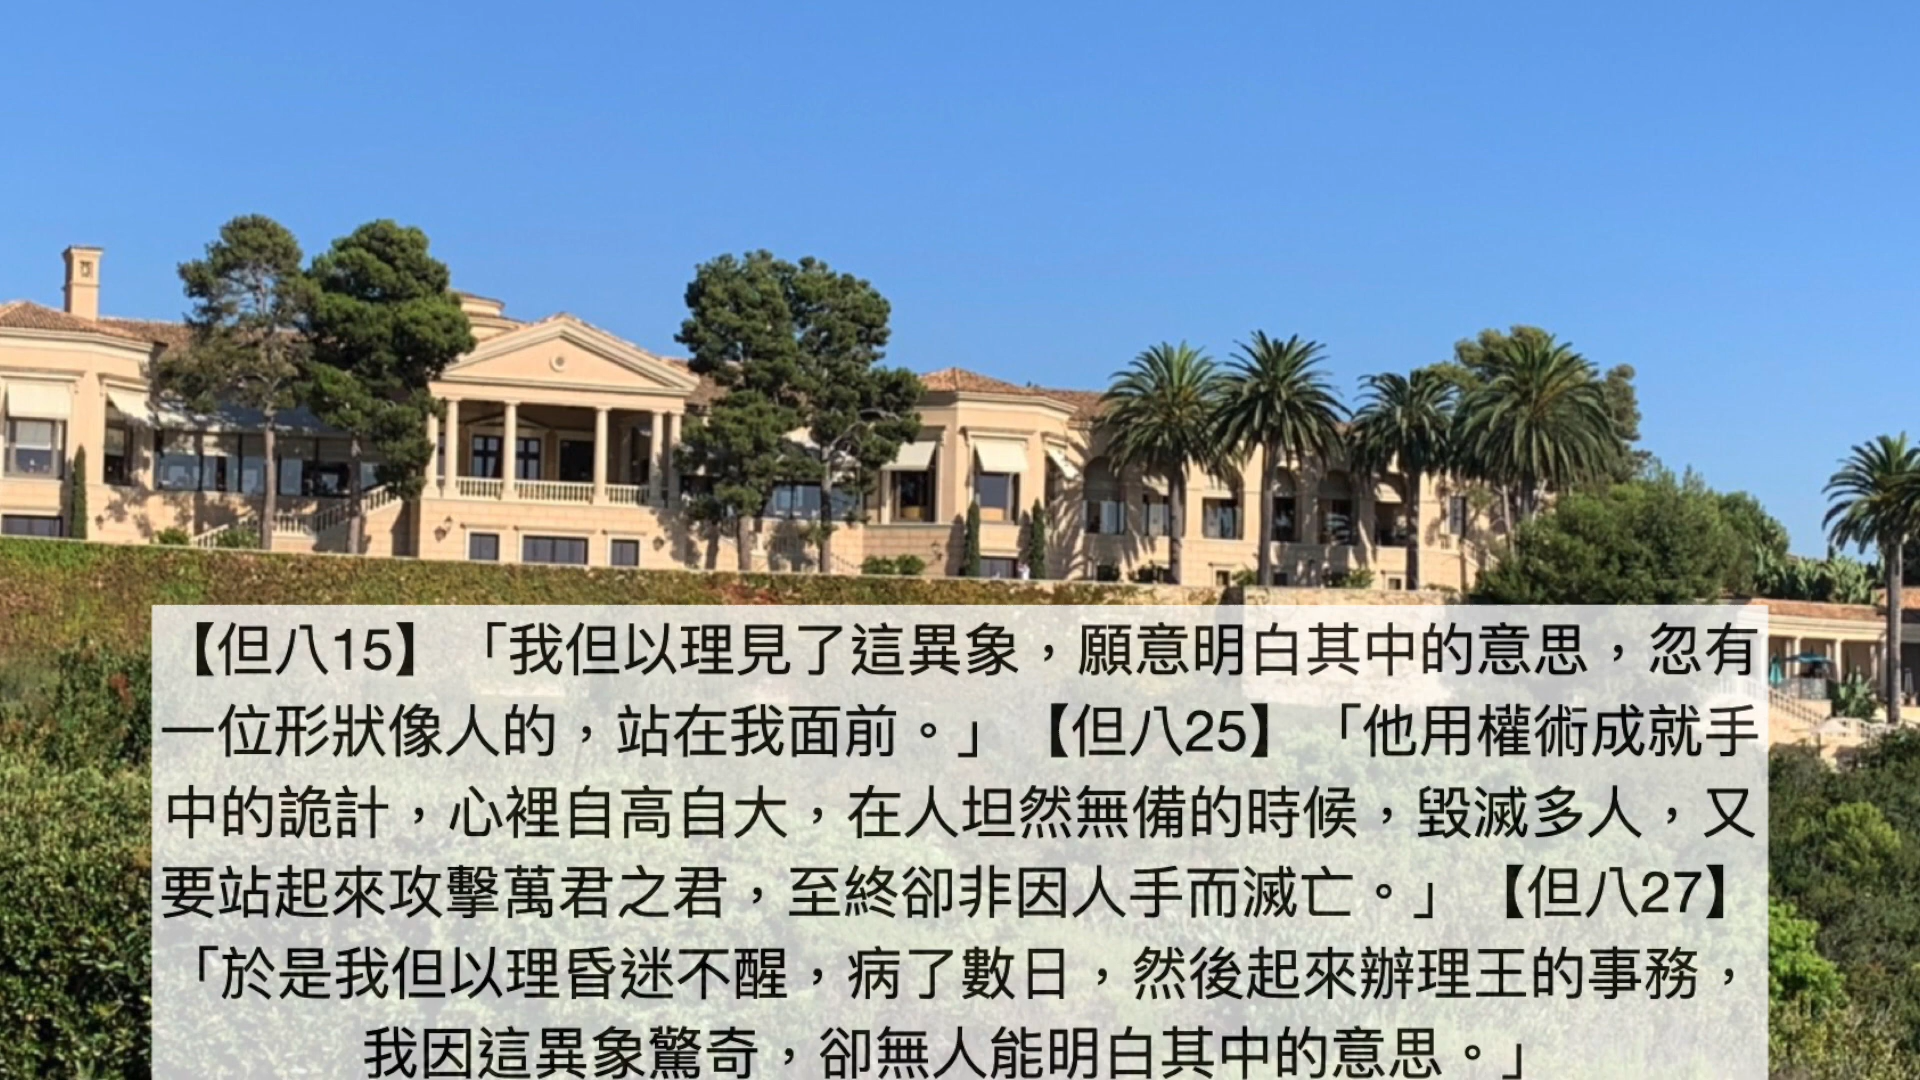 【但八15】「我但以理見了這異象，願意明白其中的意思，忽有
一位形狀像人的，站在我面前。」【但八25】「他用權術成就手
中的詭計，心裡自高自大，在人坦然無備的時候，毀滅多人，又
要站起來攻擊萬君之君，至終卻非因人手而滅亡。」【但八27】
「於是我但以理昏迷不醒，病了數日，然後起來辦理王的事務，
我因這異象驚奇，卻無人能明白其中的意思。」